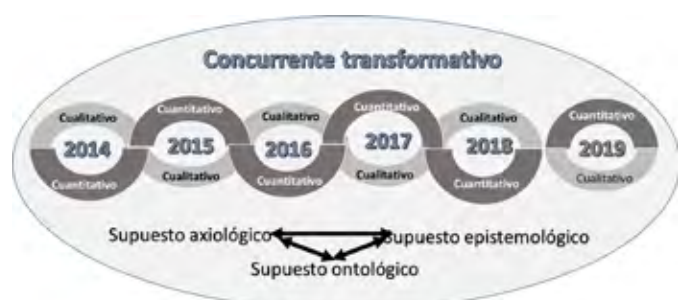 Concurrente transformativo
Cualitativo Cuantitativo Cualitativo Cuantitativo Cualitativo Cuantitativo
2014 2015 2016 2017 2018 2019
Cuantitativo Cualitativo Cuantitativo Cualitativo Cuantitativo Cualitativo
Supuesto axiológico Supuesto epistemológico
Supuesto ontológico